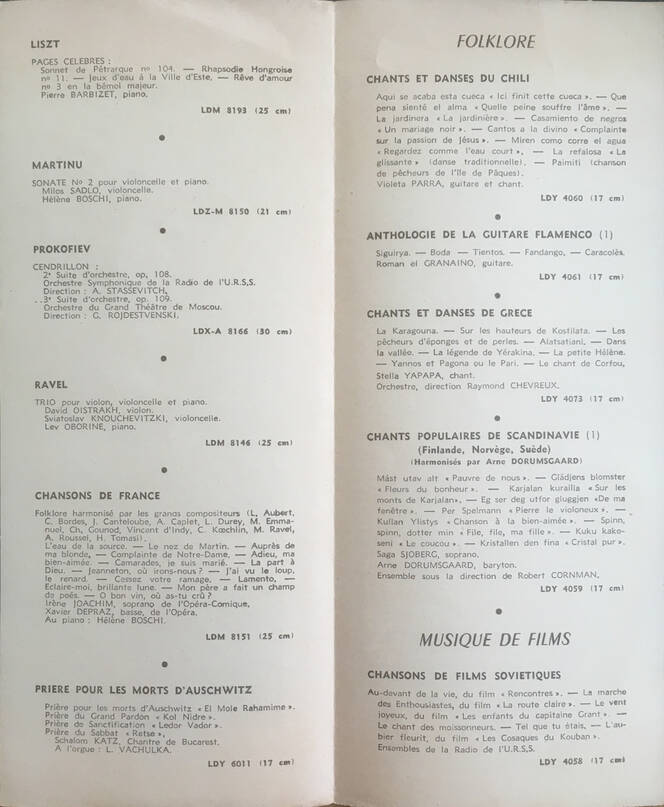 LISZT
PAGES CELEBRES :
Sonnet de Pétrarque nº 104. — Rhapsodie Hongroise
nº 11. — Jeux d'eau à la Ville d'Este. — Rêve d'amour
nº 3 en la bémol majeur.
Pierre BARBIZET, piano.
LDM 8193 (25 cm)
MARTINU
SONATE Nº 2 pour violoncelle et piano.
Milos SADLO, violoncelle.
Hélène BOSCHI, piano.
LDZ-M 8150 (21 cm)
PROKOFIEV
CENDRILLON :
2e Suite d'orchestre, op. 108.
Orchestre Symphonique de la Radio de l'U.R.S.S.
Direction : A. STASSEVITCH.
..3e Suite d'orchestre, op. 109.
Orchestre du Grand Théâtre de Moscou.
Direction : G. ROJDESTVENSKI.
LDX-A 8166 (30 cm)
RAVEL
TRIO pour violon, violoncelle et piano.
David OISTRAKH, violon.
Sviatoslav KNOUCHEVITZKI, violoncelle.
Lev OBORINE, piano.
LDM 8146 (25 cm)
CHANSONS DE FRANCE
Folklore harmonisé par les grands compositeurs (L. Aubert,
C. Bordes, J. Canteloube, A. Caplet, L. Durey, M. Emma-
nuel, Ch. Gounod, Vincent d'Indy, C. Kœchlin, M. Ravel,
A. Roussel, H. Tomasi).
L'eau de la source. — Le nez de Martin. — Auprès de
ma blonde. — Complainte de Notre-Dame. — Adieu, ma
bien-aimée. — Camarades, je suis marié. — La part à
Dieu. — Jeanneton, où irons-nous ? — J'ai vu le loup,
le renard. — Cessez votre ramage. — Lamento. —
Eclaire-moi, brillante lune. — Mon père a fait un champ
de poés. — O bon vin, où as-tu crû ?
Irène JOACHIM, soprano de l'Opéra-Comique,
Xavier DEPRAZ, basse, de l'Opéra.
Au piano : Hélène BOSCHI.
LDM 8151 (25 cm)
PRIERE POUR LES MORTS D'AUSCHWITZ
Prière pour les morts d'Auschwitz « El Mole Rahamime ».
Prière du Grand Pardon « Kol Nidre ».
Prière de Sanctification « Ledor Vador ».
Prière du Sabbat « Retse »,
Schalom KATZ, Chantre de Bucarest.
A l'orgue : L. VACHULKA.
LDY 6011 (17 cm)
FOLKLORE
CHANTS ET DANSES DU CHILI
Aqui se acaba esta cueca « Ici finit cette cueca ». — Que
pena sienté el alma « Quelle peine souffre l'âme ». —
La jardinera « La jardinière ». — Casamiento de negros
« Un mariage noir ». — Cantos a la divino « Complainte
sur la passion de Jésus ». — Miren como corre el agua
« Regardez comme l'eau court », — La refalosa « La
glissante » (danse traditionnelle). — Paimiti (chanson
de pêcheurs de l'Ile de Pâques).
Violeta PARRA, guitare et chant.
LDY 4060 (17 cm)
ANTHOLOGIE DE LA GUITARE FLAMENCO (1)
Siguirya. — Boda — Tientos. — Fandango, — Caracolès.
Roman el GRANAINO, guitare.
LDY 4061 (17 cm)
CHANTS ET DANSES DE GRECE
La Karagouna. — Sur les hauteurs de Kostilata. — Les
pêcheurs d'éponges et de perles. — Alatsatiani. — Dans
la vallée. — La légende de Yérakina. — La petite Hélène.
— Yannos et Pagona ou le Pari. — Le chant de Corfou,
Stella YAPAPA, chant.
Orchestre, direction Raymond CHEVREUX.
LDY 4073 (17 cm)
CHANTS POPULAIRES DE SCANDINAVIE (1)
(Finlande, Norvège, Suède)
(Harmonisés par Arne DORUMSGAARD)
Mást utav alt « Pauvre de nous ». — Glädjens blomster
« Fleurs du bonheur ». — Karjalan kurailla « Sur les
monts de Karjalan». — Eg ser deg utfor gluggjen «De ma
fenêtre ». — Per Spelmann « Pierre le violoneux ». —
Kullan Ylistys « Chanson à la bien-aimée ». — Spinn,
spinn, dotter min « File, file, ma fille ». — Kuku kako-
seni « Le coucou ». — Kristallen den fina « Cristal pur ».
Saga SJOBERG, soprano.
Arne DORUMSGAARD, baryton.
Ensemble sous la direction de Robert CORNMAN.
LDY 4059 (17 cm)
MUSIQUE DE FILMS
CHANSONS DE FILMS SOVIETIQUES
Au-devant de la vie, du film « Rencontres ». — La marche
des Enthousiastes, du film « La route claire ». — Le vent
joyeux, du film « Les enfants du capitaine Grant ». —
Le chant des moissonneurs. — Tel que tu étais. — L'au-
bier fleurit, du film « Les Cosaques du Kouban ».
Ensembles de la Radio de l'U.R.S.S.
LDY 4058 (17 cm)